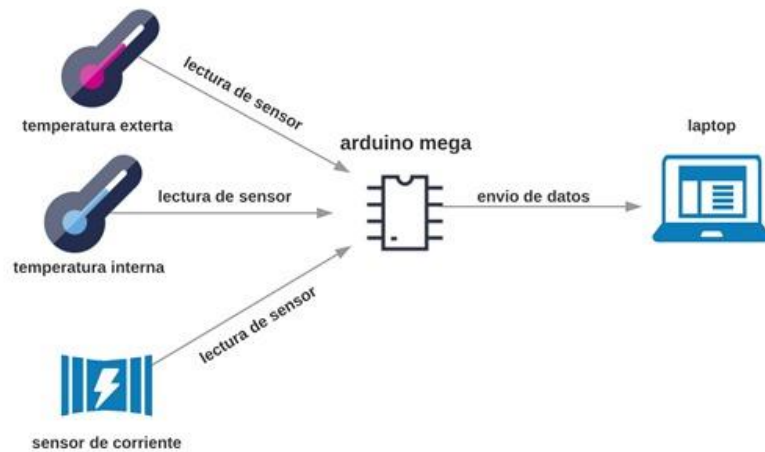 lectura de sensor
temperatura exterta
arduino mega
laptop
lectura de sensor
envio de datos
temperatura interna
lectura de sensor
sensor de corriente